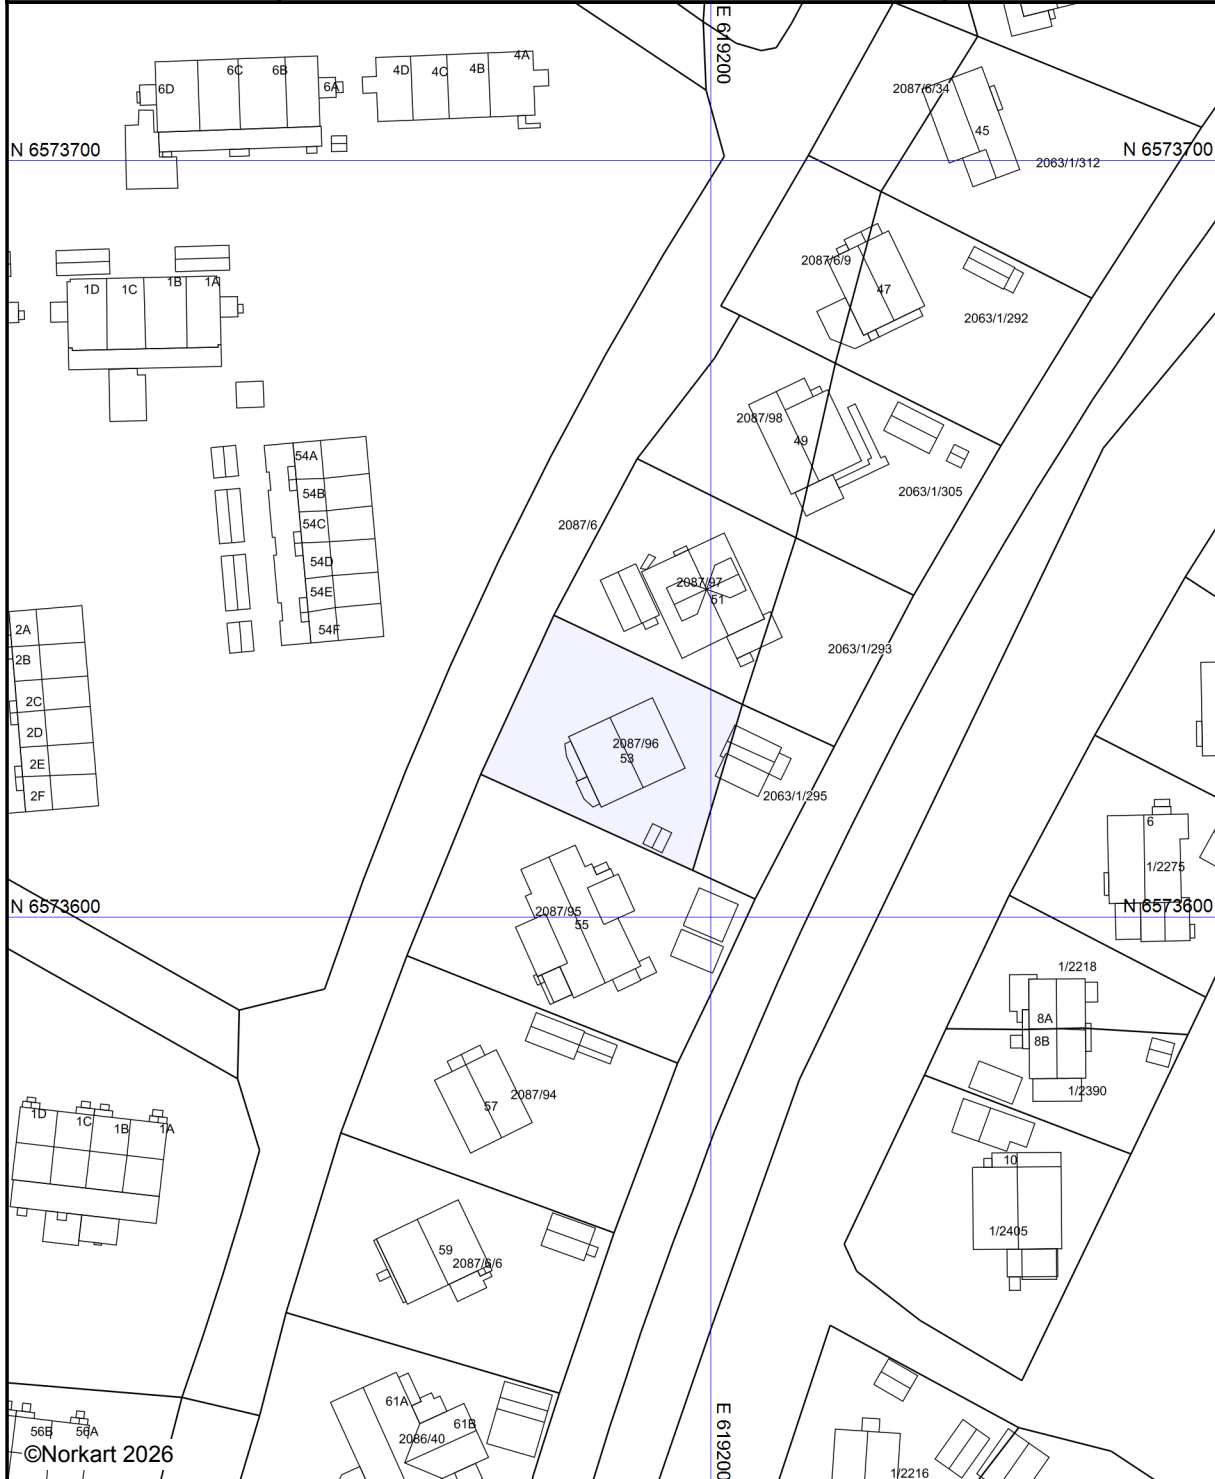 E 619200
4A
6C
6B
4D
4C
4B
6D
6A
2087/6/34
45
N 6573700
N 6573700
2063/1/312
2087/6/9
1D
1C
1B
1A
47
2063/1/292
2087/98
49
54A
54B
2063/1/305
54C
2087/6
54D
2087/97
54E
51
2A
54F
2063/1/293
2B
2C
2D
2087/96
53
2E
2F
2063/1/295
6
1/2275
N 6573600
N 6573600
2087/95
55
1/2218
8A
8B
1/2390
2087/94
57
1D
1C
1B
1A
10
1/2405
59
2087/6/6
61A
61B
56B
56A
2086/40
E 619200
©Norkart 2026
1/2216